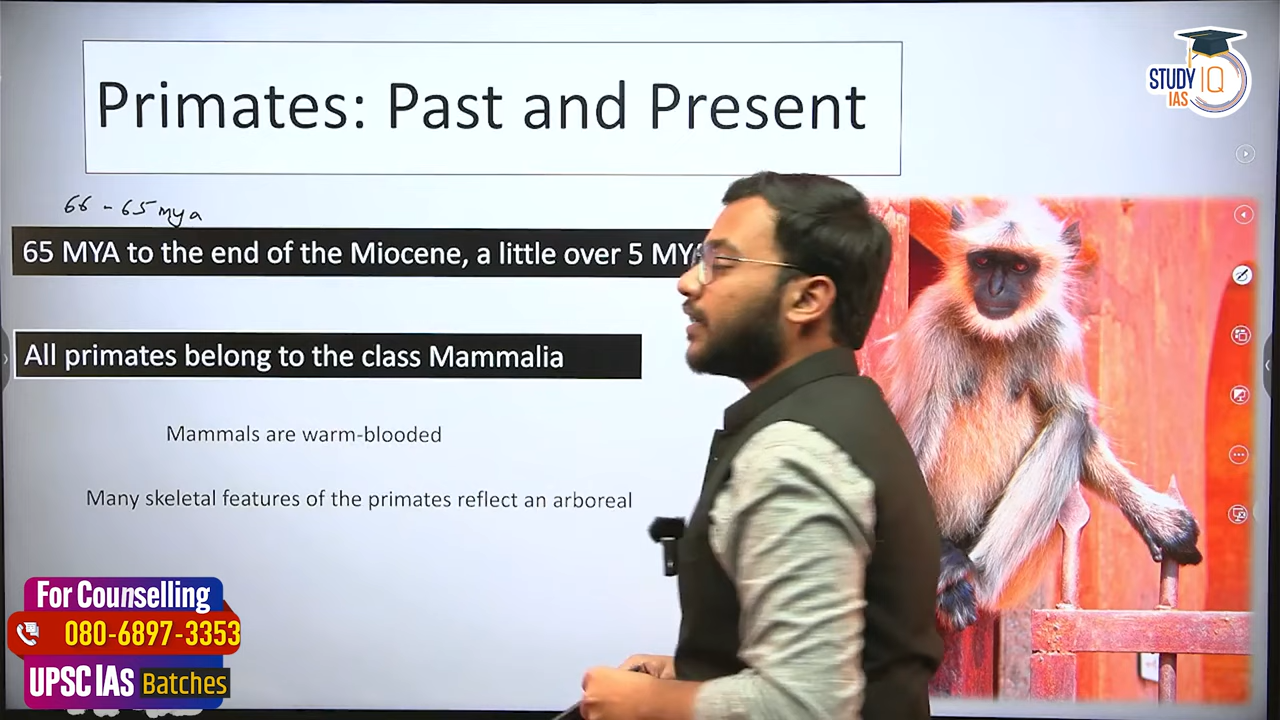 Primates: Past and Present
STUDY IQ
IAS
66 - 65 mya
65 MYA to the end of the Miocene, a little over 5 MYA
All primates belong to the class Mammalia
Mammals are warm-blooded
Many skeletal features of the primates reflect an arboreal
For Counselling
080-6897-3353
UPSC IAS Batches